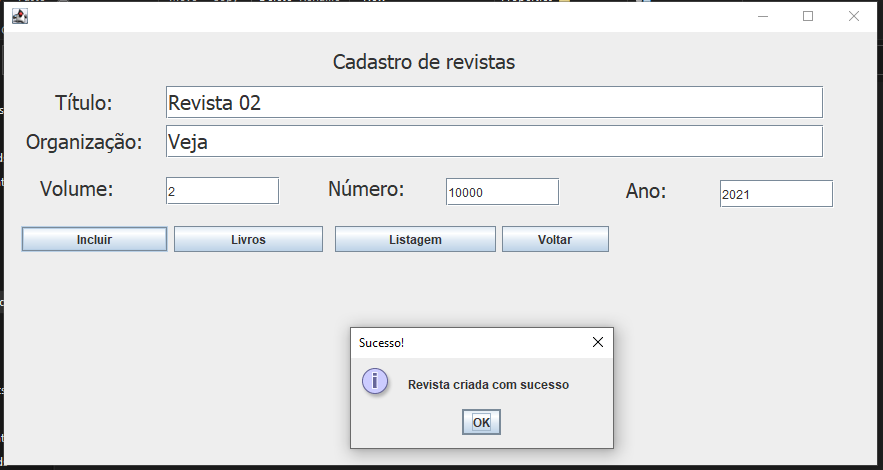 Cadastro de revistas
Título: Revista 02
Organização: Veja
Volume: 2 Número: 10000 Ano: 2021
Incluir Livros Listagem Voltar
Sucesso!
Revista criada com sucesso
OK